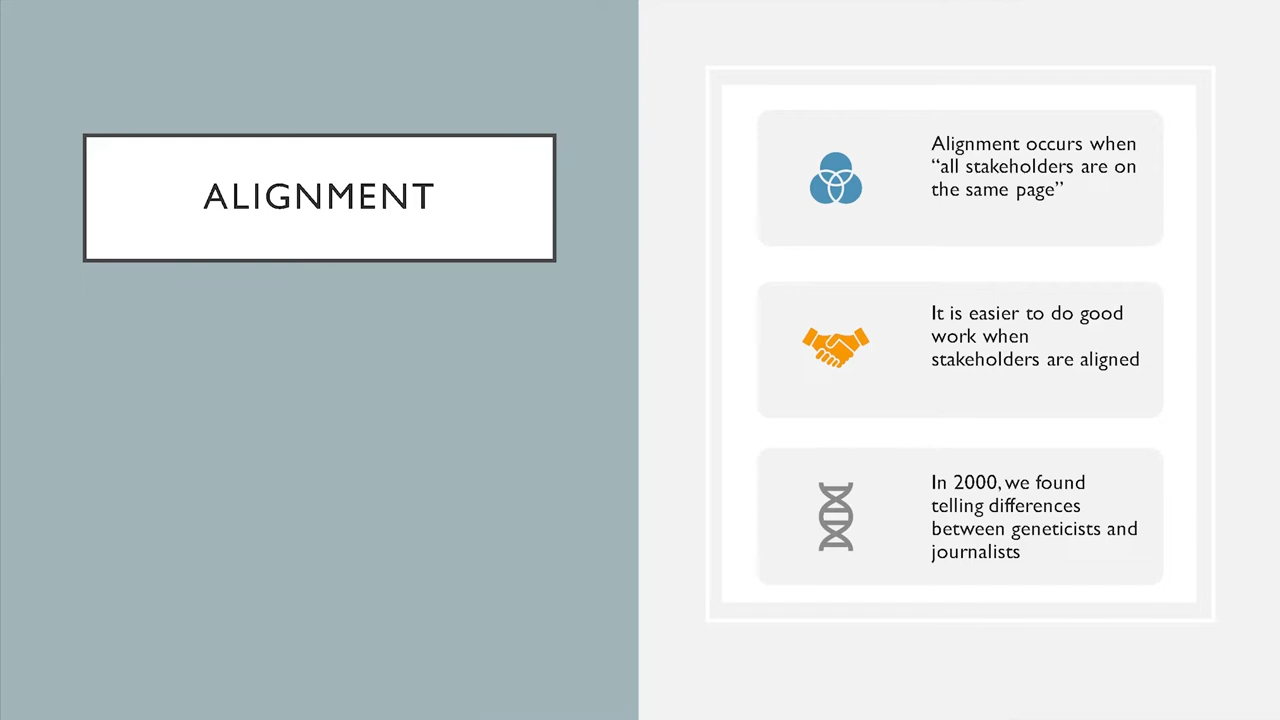 ALIGNMENT
Alignment occurs when
“all stakeholders are on
the same page”
It is easier to do good
work when
stakeholders are aligned
In 2000, we found
telling differences
between geneticists and
journalists